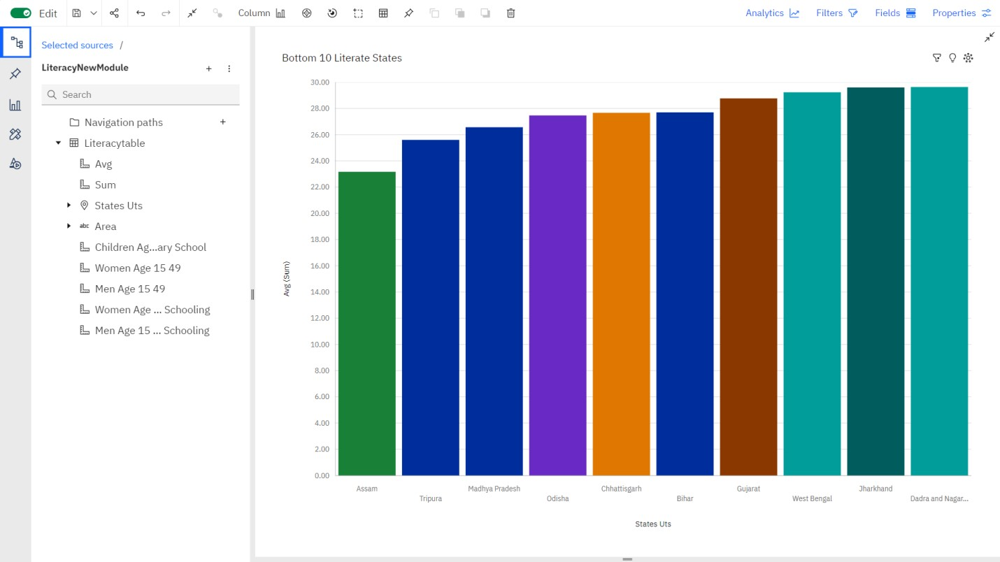 Edit
Column
Analytics
Filters
Fields
Properties
Selected sources /
LiteracyNewModule
Search
Navigation paths
Literacytable
Avg
Sum
States Uts
abc Area
Children Ag...ary School
Women Age 15 49
Men Age 15 49
Women Age ... Schooling
Men Age 15 ... Schooling
Bottom 10 Literate States
30.00
28.00
26.00
24.00
22.00
20.00
18.00
16.00
14.00
12.00
10.00
8.00
6.00
4.00
2.00
0.00
Avg (Sum)
Assam
Tripura
Madhya Pradesh
Odisha
Chhattisgarh
Bihar
Gujarat
West Bengal
Jharkhand
Dadra and Nagar...
States Uts